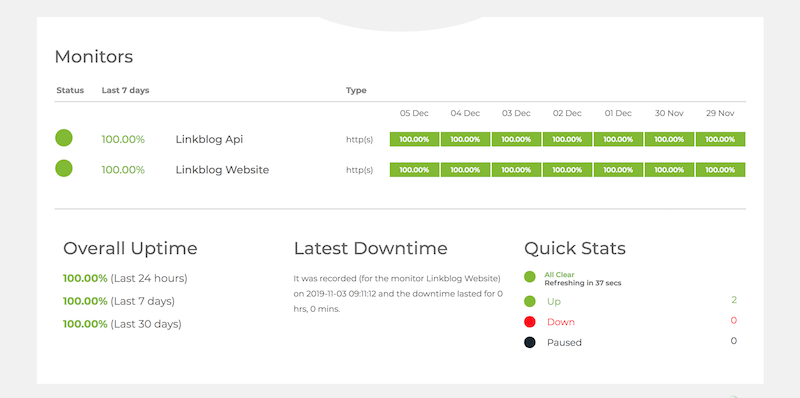 Monitors
Status Last 7 days Type
05 Dec 04 Dec 03 Dec 02 Dec 01 Dec 30 Nov 29 Nov
100.00% Linkblog Api http(s) 100.00% 100.00% 100.00% 100.00% 100.00% 100.00% 100.00%
100.00% Linkblog Website http(s) 100.00% 100.00% 100.00% 100.00% 100.00% 100.00% 100.00%
Overall Uptime
100.00% (Last 24 hours)
100.00% (Last 7 days)
100.00% (Last 30 days)
Latest Downtime
It was recorded (for the monitor Linkblog Website)
on 2019-11-03 09:11:12 and the downtime lasted for 0
hrs, 0 mins.
Quick Stats
All Clear
Refreshing in 37 secs
Up 2
Down 0
Paused 0